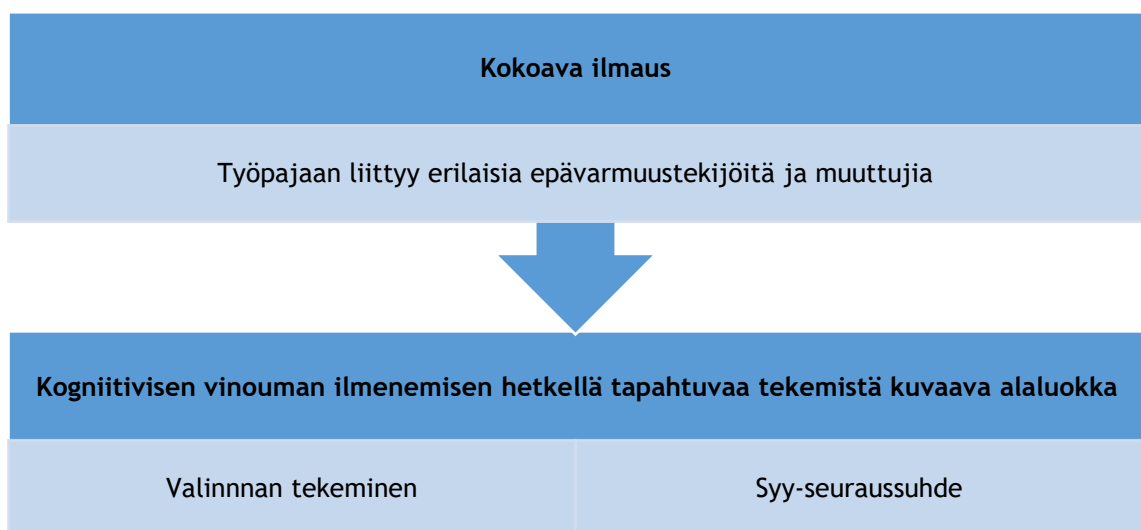 Kokoava ilmaus
Työpajaan liittyy erilaisia epävarmuustekijöitä ja muuttujia
Kogniitivisen vinouman ilmenemisen hetkellä tapahtuvaa tekemistä kuvaava alaluokka
Valinnnan tekeminen
Syy-seuraussuhde